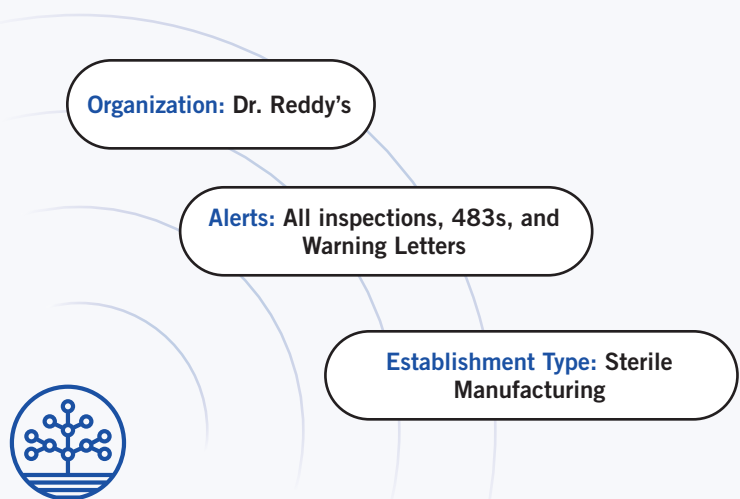 Organization: Dr. Reddy’s
Alerts: All inspections, 483s, and
Warning Letters
Establishment Type: Sterile
Manufacturing